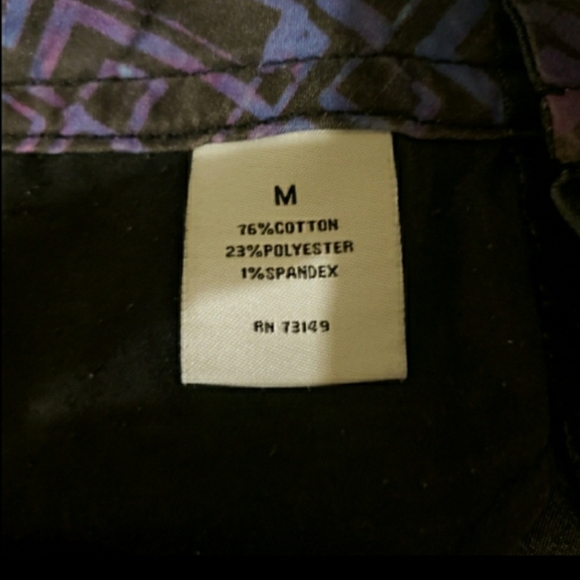 M
76%COTTON
23%POLYESTER
1%SPANDEX
RN 73149